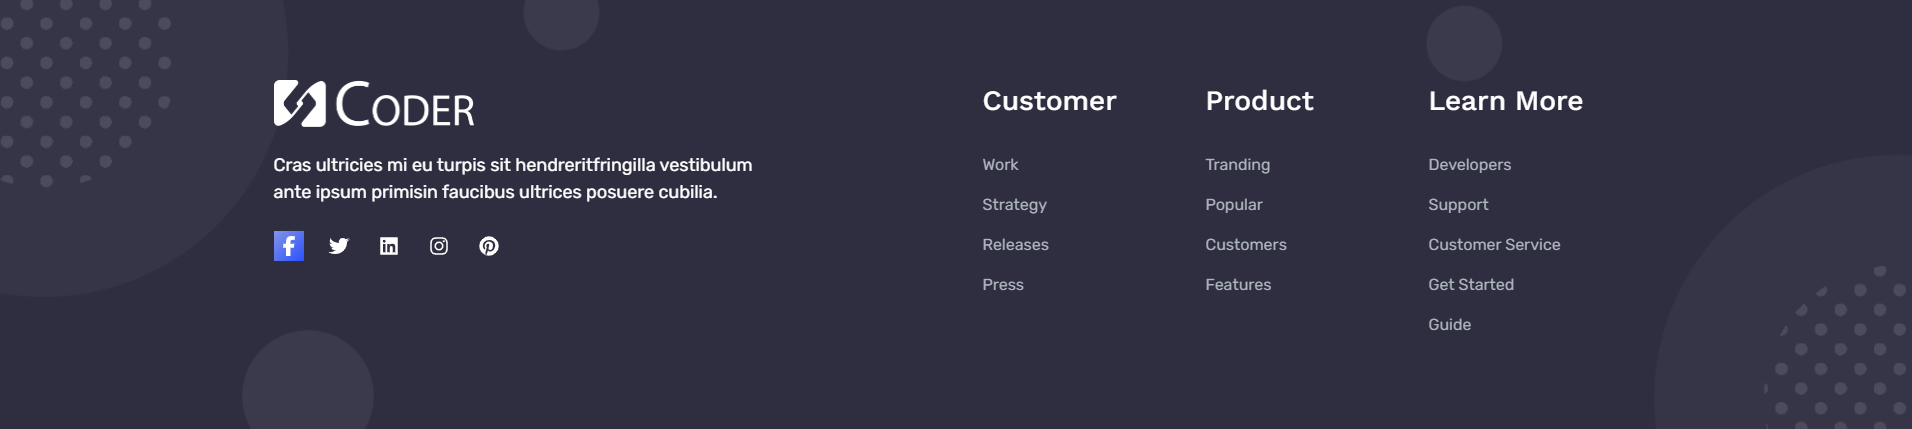 CODER
Cras ultricies mi eu turpis sit hendreritfringilla vestibulum
ante ipsum primisin faucibus ultrices posuere cubilia.
Customer
Work
Strategy
Releases
Press
Product
Tranding
Popular
Customers
Features
Learn More
Developers
Support
Customer Service
Get Started
Guide